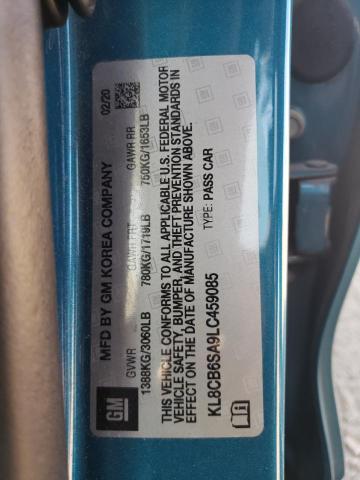 GM
MFD BY GM KOREA COMPANY
02/20
GVWR
GAWR FRT
GAWR RR
1388KG/3060LB
780KG/1719LB
750KG/1653LB
THIS VEHICLE CONFORMS TO ALL APPLICABLE U.S. FEDERAL MOTOR
VEHICLE SAFETY, BUMPER, AND THEFT PREVENTION STANDARDS IN
EFFECT ON THE DATE OF MANUFACTURE SHOWN ABOVE.
TYPE: PASS CAR
KL8CB6SA9LC459085